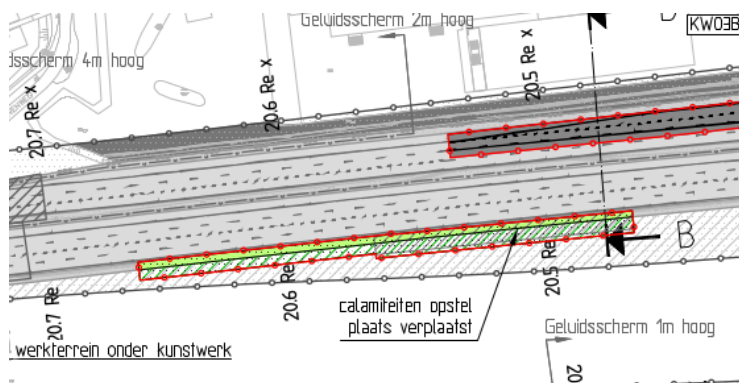 Geluidsscherm 2m hoog
KW03B
dsscherm 4m hoog
20.5 Re x
20.6 Re x
20.7 Re x
B
20.5 Re
20.6 Re
20.7 Re
calamiteiten opstel
plaats verplaatst
Geluidsscherm 1m hoog
werkterrein onder kunstwerk
20